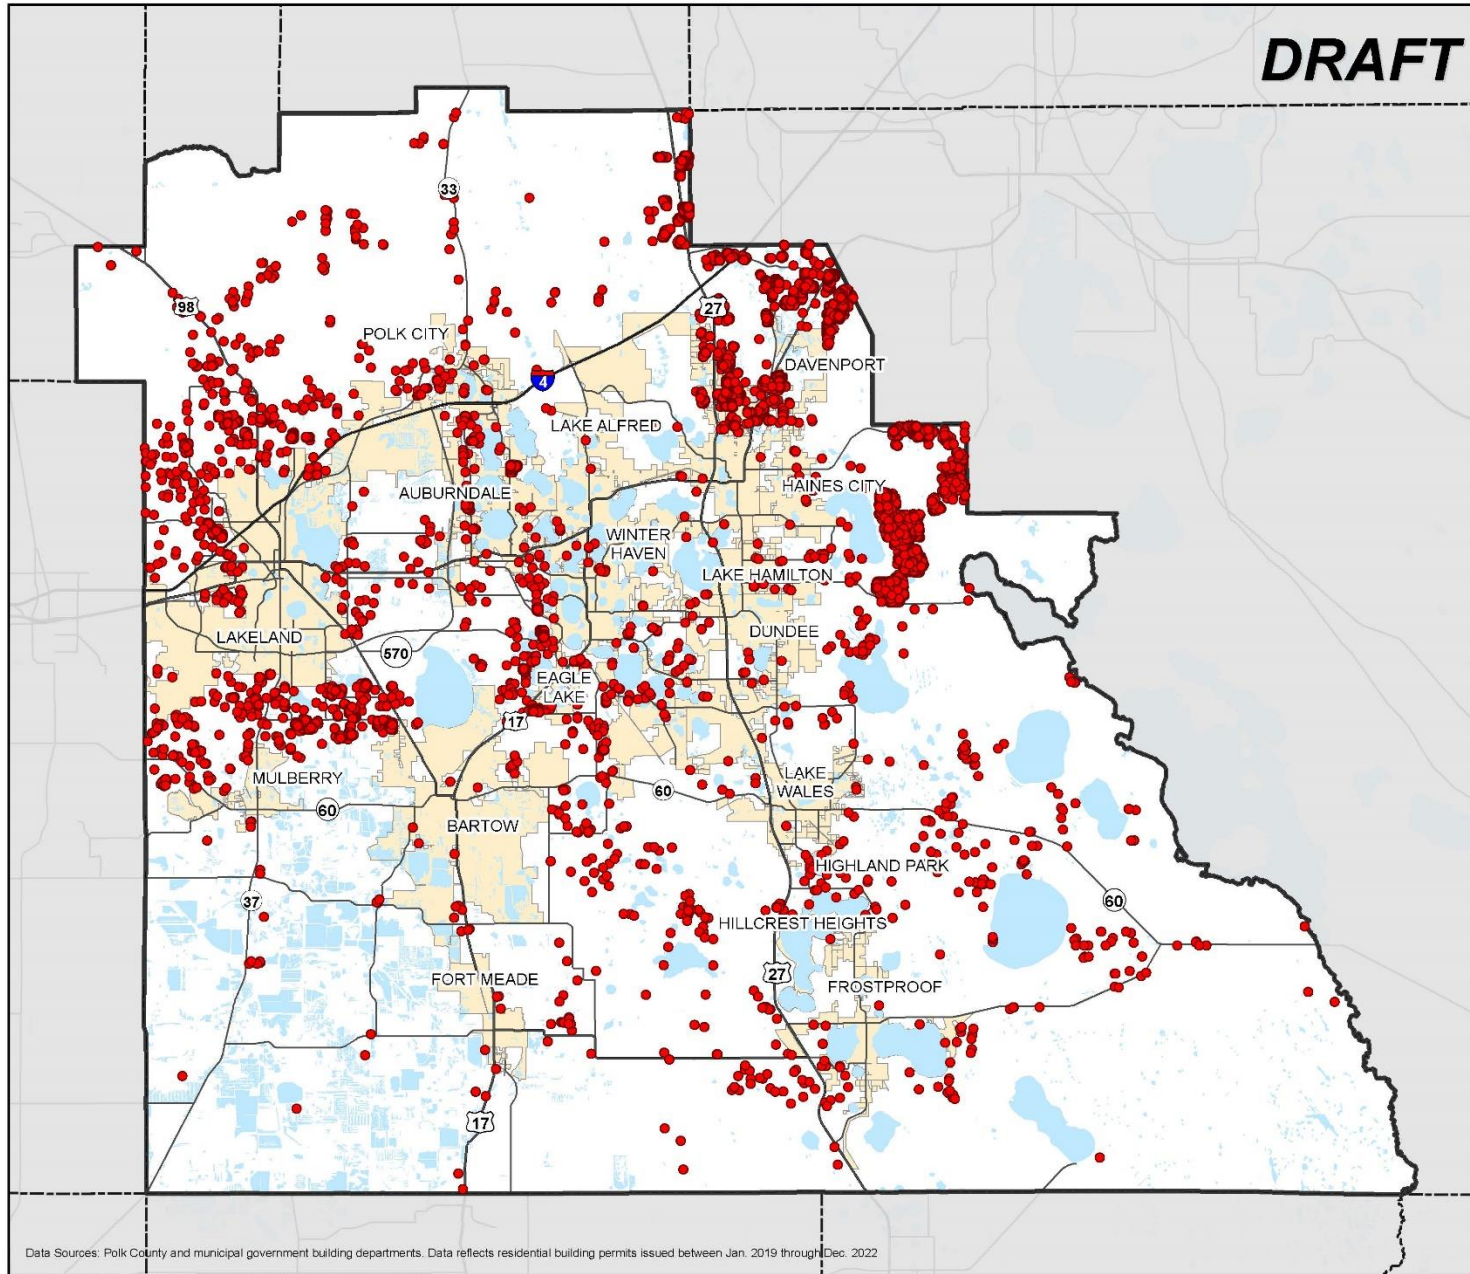 DRAFT
33
98
27
POLK CITY
DAVENPORT
4
LAKE ALFRED
AUBURNDALE
HAINES CITY
WINTER
HAVEN
LAKE HAMILTON
LAKELAND
DUNDEE
570
EAGLE
LAKE
17
MULBERRY
LAKE
WALES
60
60
BARTOW
HIGHLAND PARK
37
60
HILLCREST HEIGHTS
FORT MEADE
27
FROSTPROOF
17
Data Sources: Polk County and municipal government building departments. Data reflects residential building permits issued between Jan. 2019 through Dec. 2022